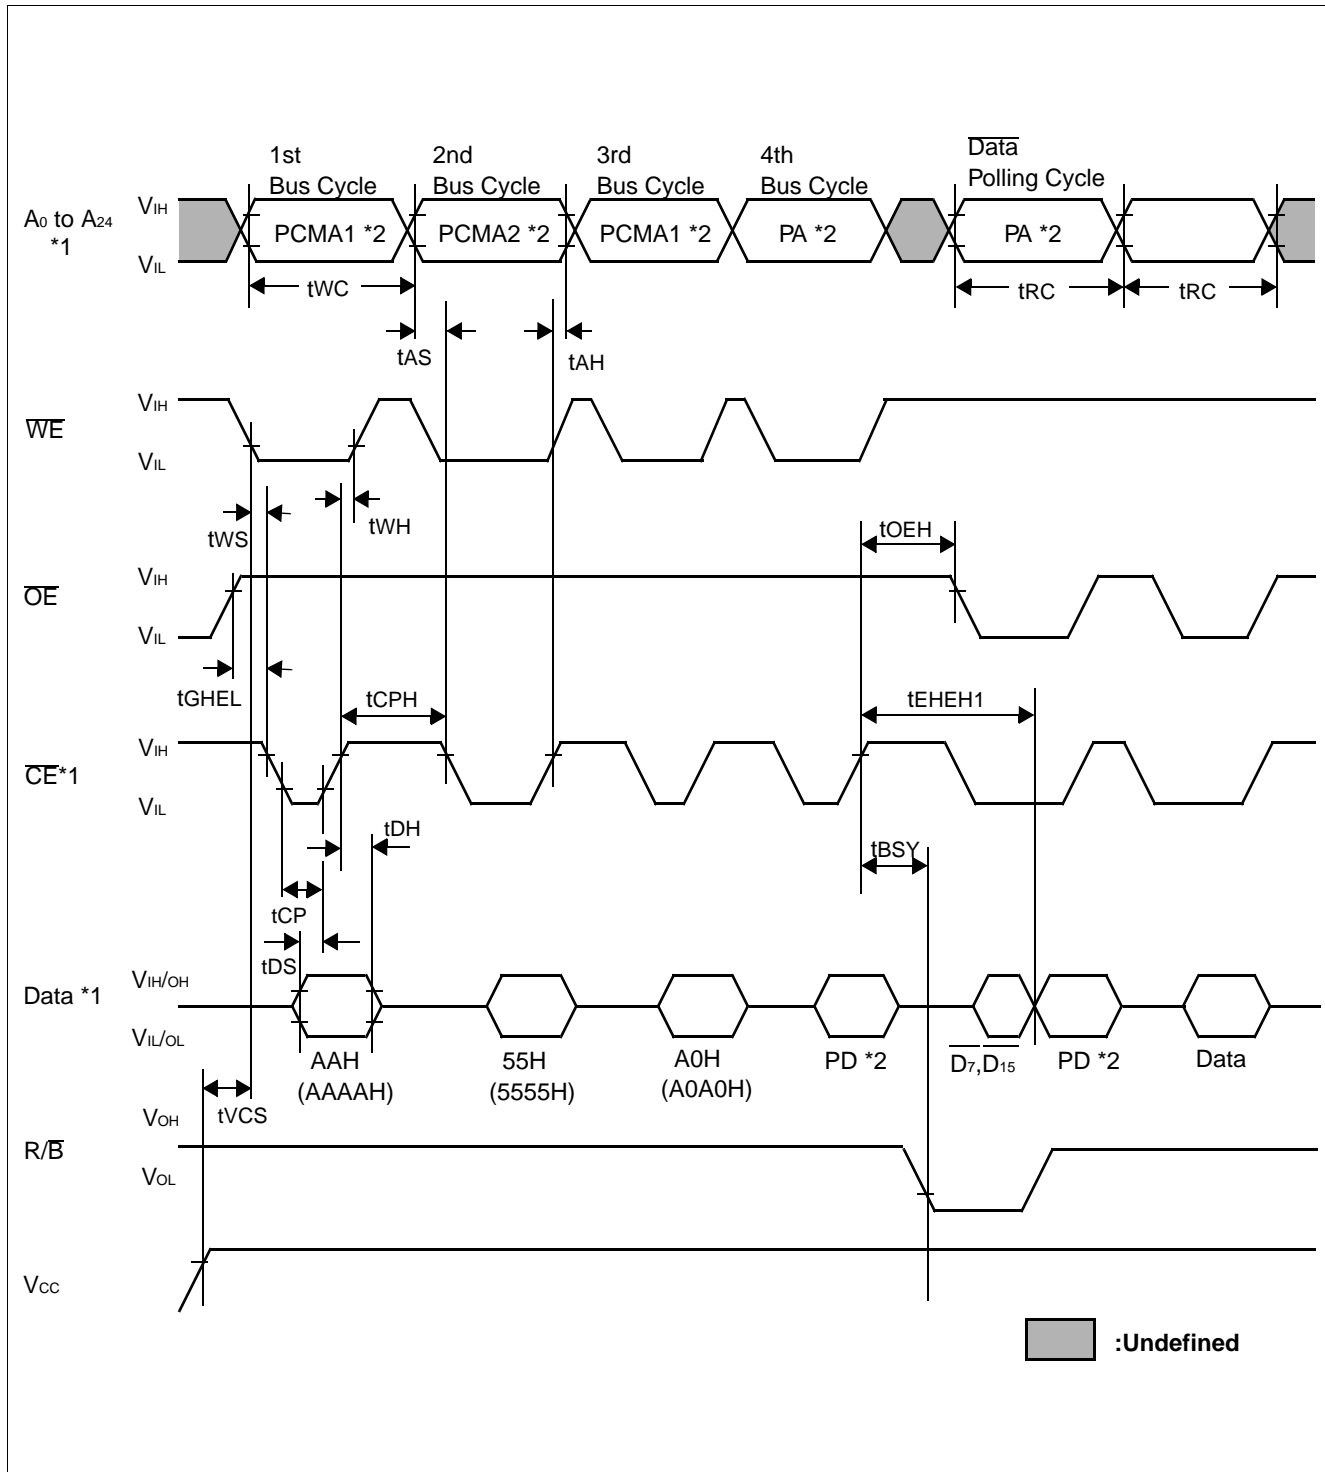 1st
Bus Cycle
2nd
Bus Cycle
3rd
Bus Cycle
4th
Bus Cycle
Data
Polling Cycle
A0 to A24
*1
VIH
VIL
PCMA1 *2
PCMA2 *2
PCMA1 *2
PA *2
PA *2
tWC
tRC
tRC
tAS
tAH
WE
VIH
VIL
tWS
tWH
tOEH
OE
VIH
VIL
tGHEL
tCPH
tEHEH1
CE*1
VIH
VIL
tDH
tBSY
tCP
tDS
Data *1
VIH/OH
VIL/OL
AAH
(AAAAH)
55H
(5555H)
A0H
(A0A0H)
PD *2
D7,D15
PD *2
Data
tVCS
R/B
VOH
VOL
VCC
:Undefined